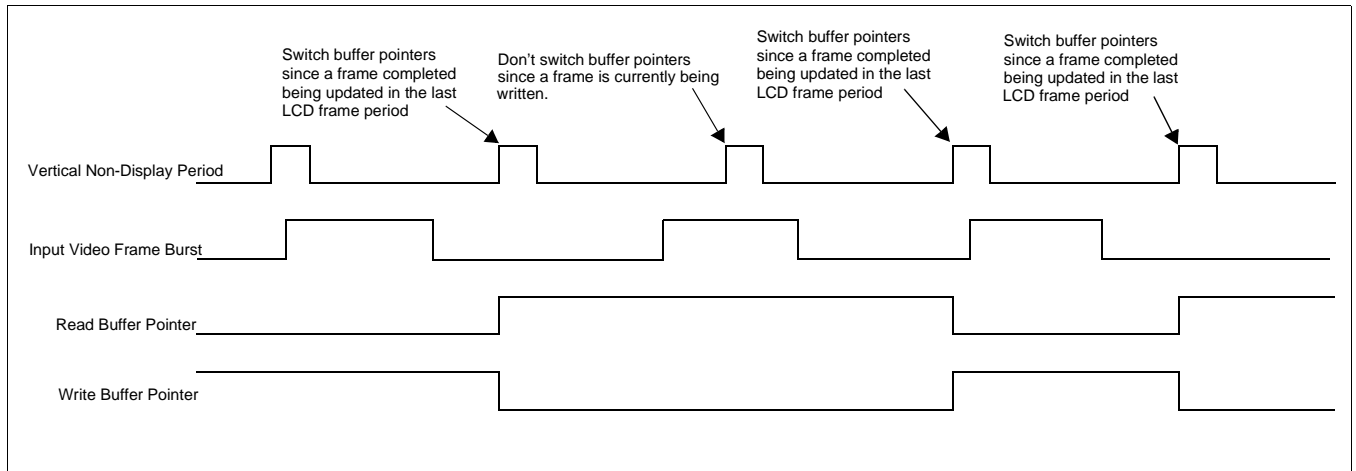 Switch buffer pointers
since a frame completed
being updated in the last
LCD frame period
Don't switch buffer pointers
since a frame is currently being
written.
Switch buffer pointers
since a frame completed
being updated in the last
LCD frame period
Switch buffer pointers
since a frame completed
being updated in the last
LCD frame period
Vertical Non-Display Period
Input Video Frame Burst
Read Buffer Pointer
Write Buffer Pointer